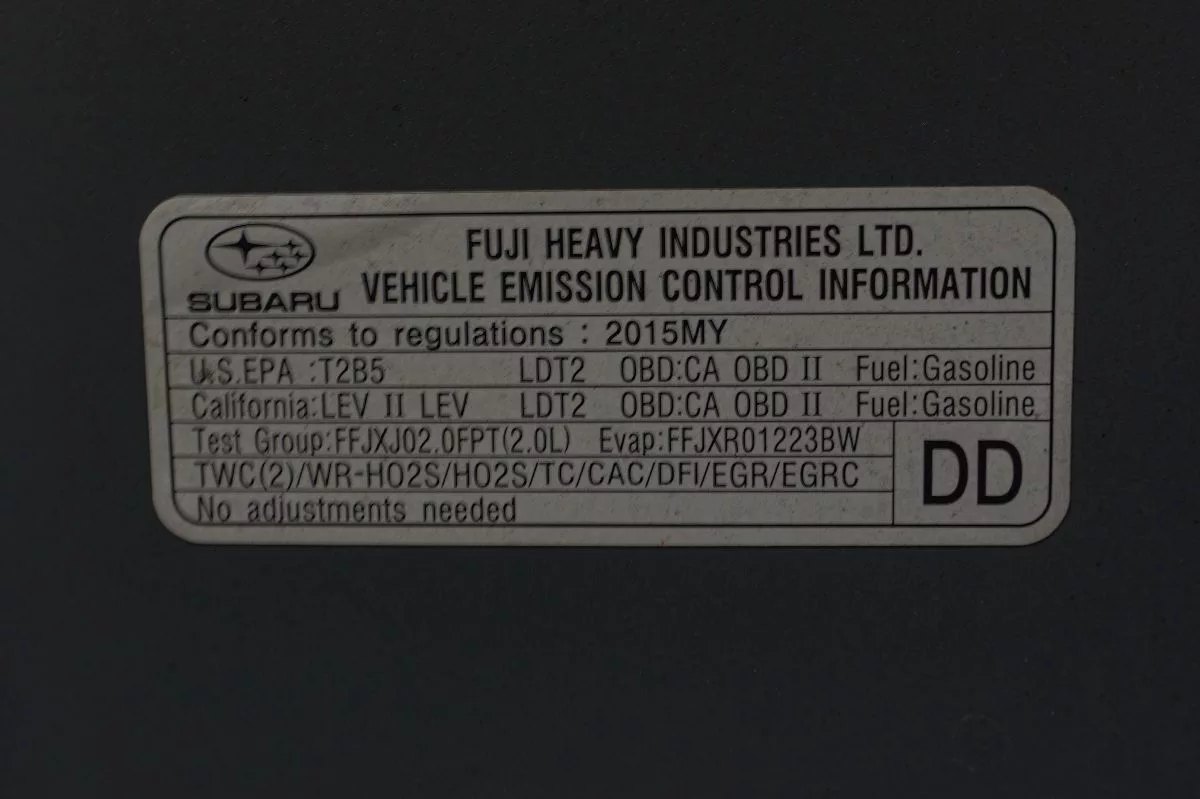 FUJI HEAVY INDUSTRIES LTD.
SUBARU VEHICLE EMISSION CONTROL INFORMATION
Conforms to regulations : 2015MY
U.S.EPA :T2B5 LDT2 OBD:CA OBD II Fuel:Gasoline
California:LEV II LEV LDT2 OBD:CA OBD II Fuel:Gasoline
Test Group:FFJXJ02.0FPT(2.0L) Evap:FFJXR01223BW
TWC(2)/WR-HO2S/HO2S/TC/CAC/DFI/EGR/EGRC
DD
No adjustments needed